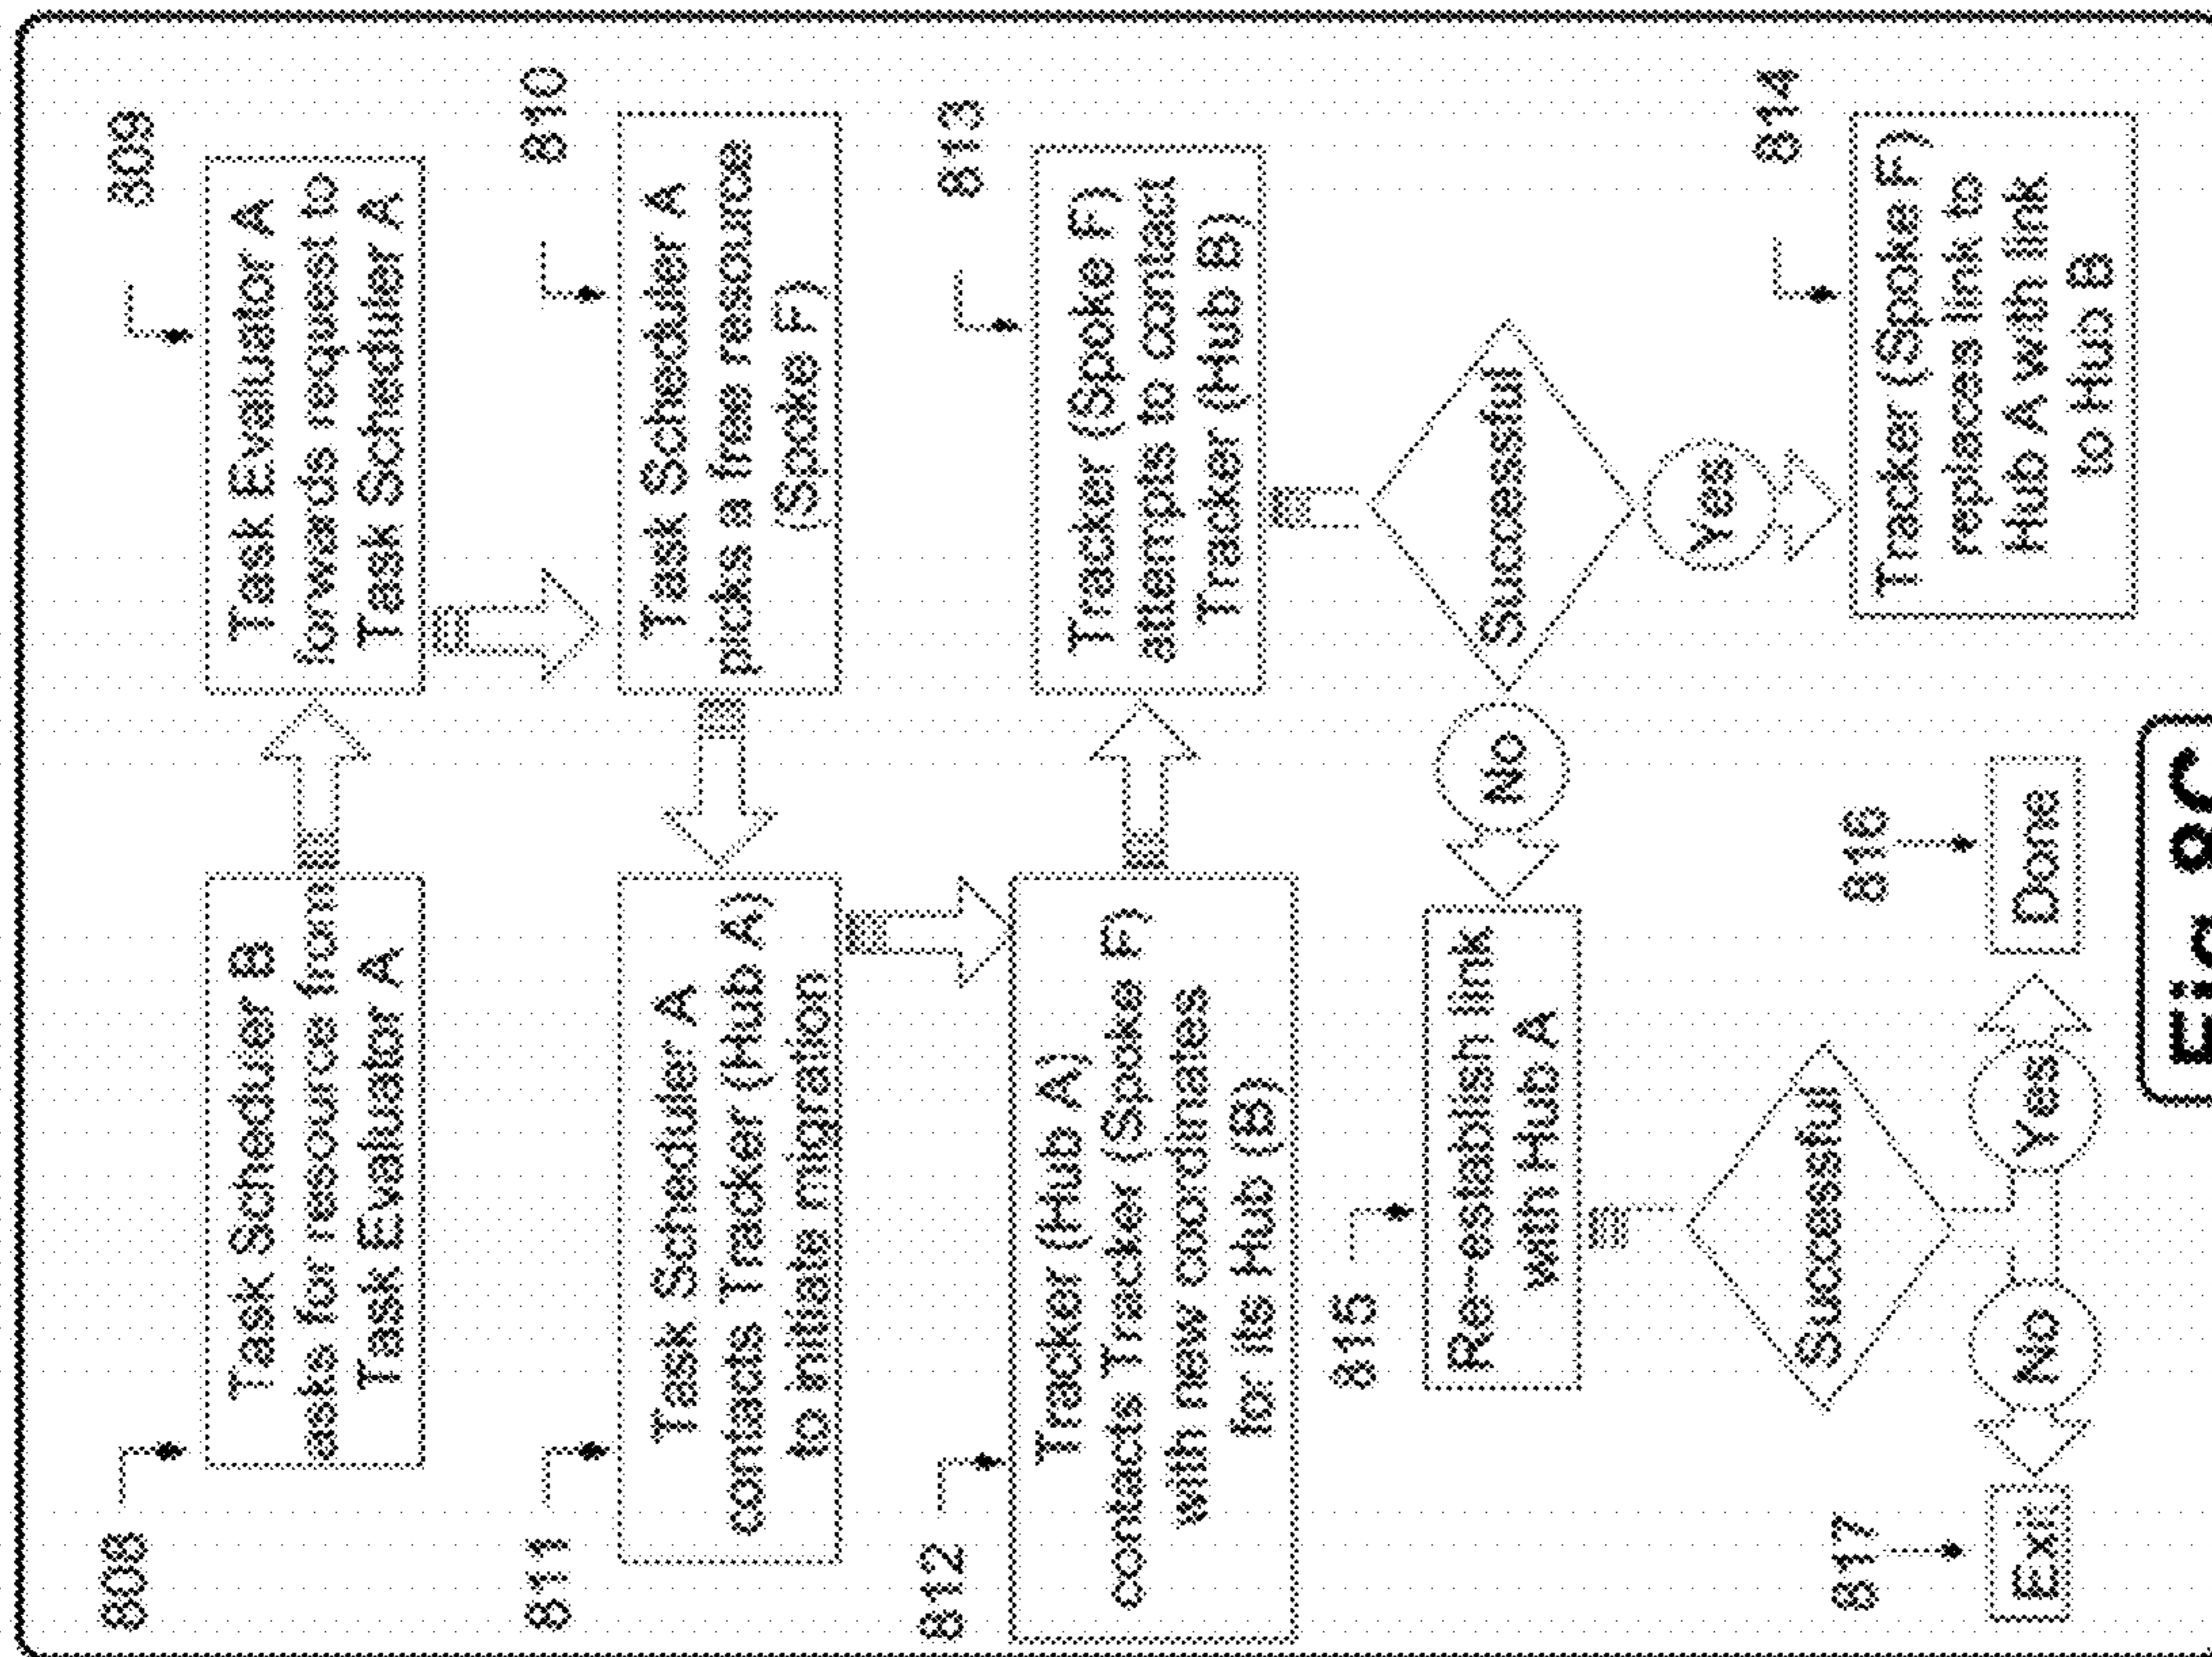 808
Task Scheduler B
asks for resource from
Task Evaluator A
809
Task Evaluator A
forwards request to
Task Scheduler A
811
Task Scheduler A
contacts Tracker (Hub A)
to initiate migration
810
Task Scheduler A
picks a free resource
(Spoke F)
812
Tracker (Hub A)
contacts Tracker (Spoke F)
with new coordinates
for its Hub (B)
813
Tracker (Spoke F)
attempts to contact
Tracker (Hub B)
815
Re-establish link
with Hub A
No
Successful
Yes
814
Tracker (Spoke F)
replaces link to
Hub A with link
to Hub B
Successful
817
Exit
No
Yes
816
Done
Fig 8C